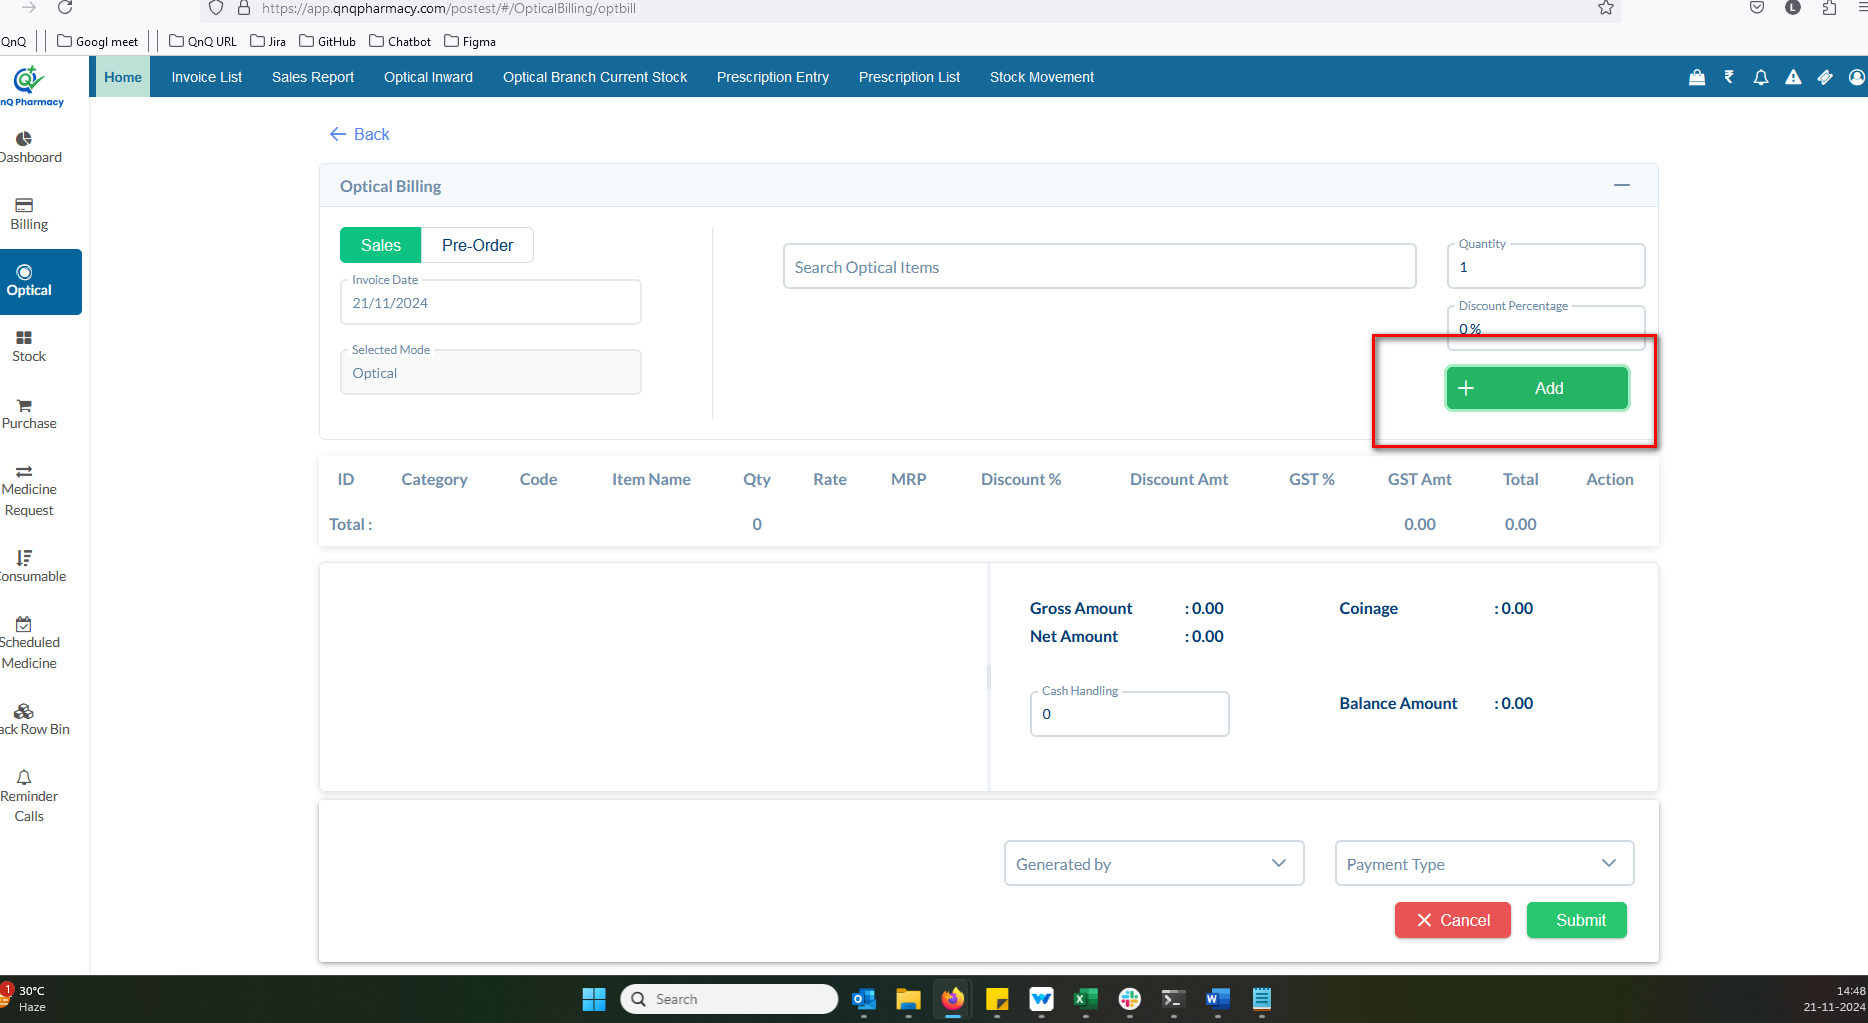 https://app.qnqpharmacy.com/postest/#/OpticalBilling/optbill
L
QnQ
Googl meet
QnQ URL
Jira
GitHub
Chatbot
Figma
nQ Pharmacy
Home
Invoice List
Sales Report
Optical Inward
Optical Branch Current Stock
Prescription Entry
Prescription List
Stock Movement
Dashboard
Billing
Optical
Stock
Purchase
Medicine
Request
Consumable
Scheduled
Medicine
ack Row Bin
Reminder
Calls
Back
Optical Billing
Sales
Pre-Order
Invoice Date
21/11/2024
Selected Mode
Optical
Search Optical Items
Quantity
1
Discount Percentage
0 %
+ Add
ID Category Code Item Name Qty Rate MRP Discount % Discount Amt GST % GST Amt Total Action
Total : 0 0.00 0.00
Gross Amount : 0.00
Coinage : 0.00
Net Amount : 0.00
Cash Handling
0
Balance Amount : 0.00
Generated by
Payment Type
Cancel
Submit
1
30°C
Haze
Search
14:48
21-11-2024